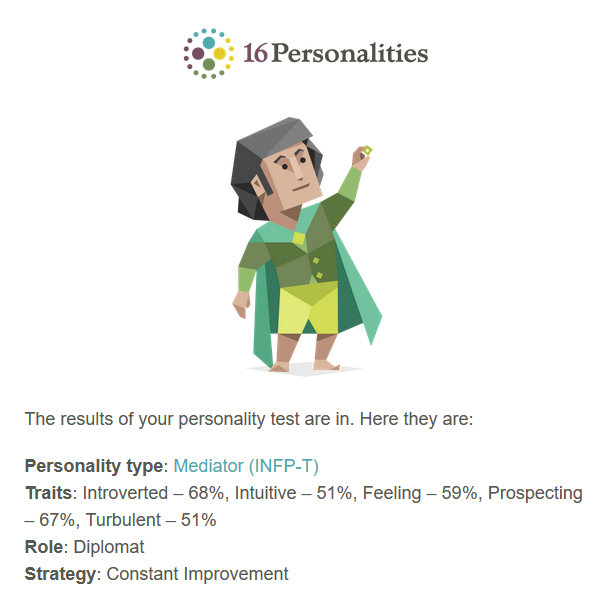 16Personalities
The results of your personality test are in. Here they are:
Personality type: Mediator (INFP-T)
Traits: Introverted – 68%, Intuitive – 51%, Feeling – 59%, Prospecting
– 67%, Turbulent – 51%
Role: Diplomat
Strategy: Constant Improvement